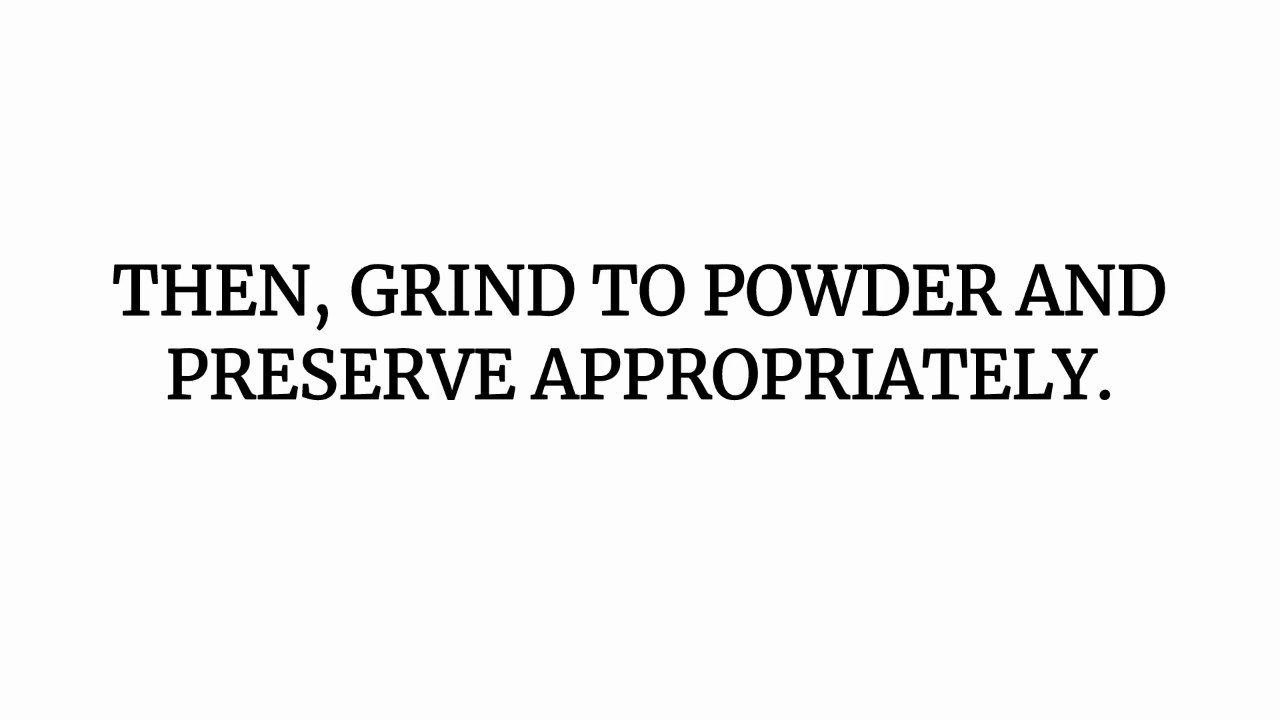 THEN, GRIND TO POWDER AND
PRESERVE APPROPRIATELY.